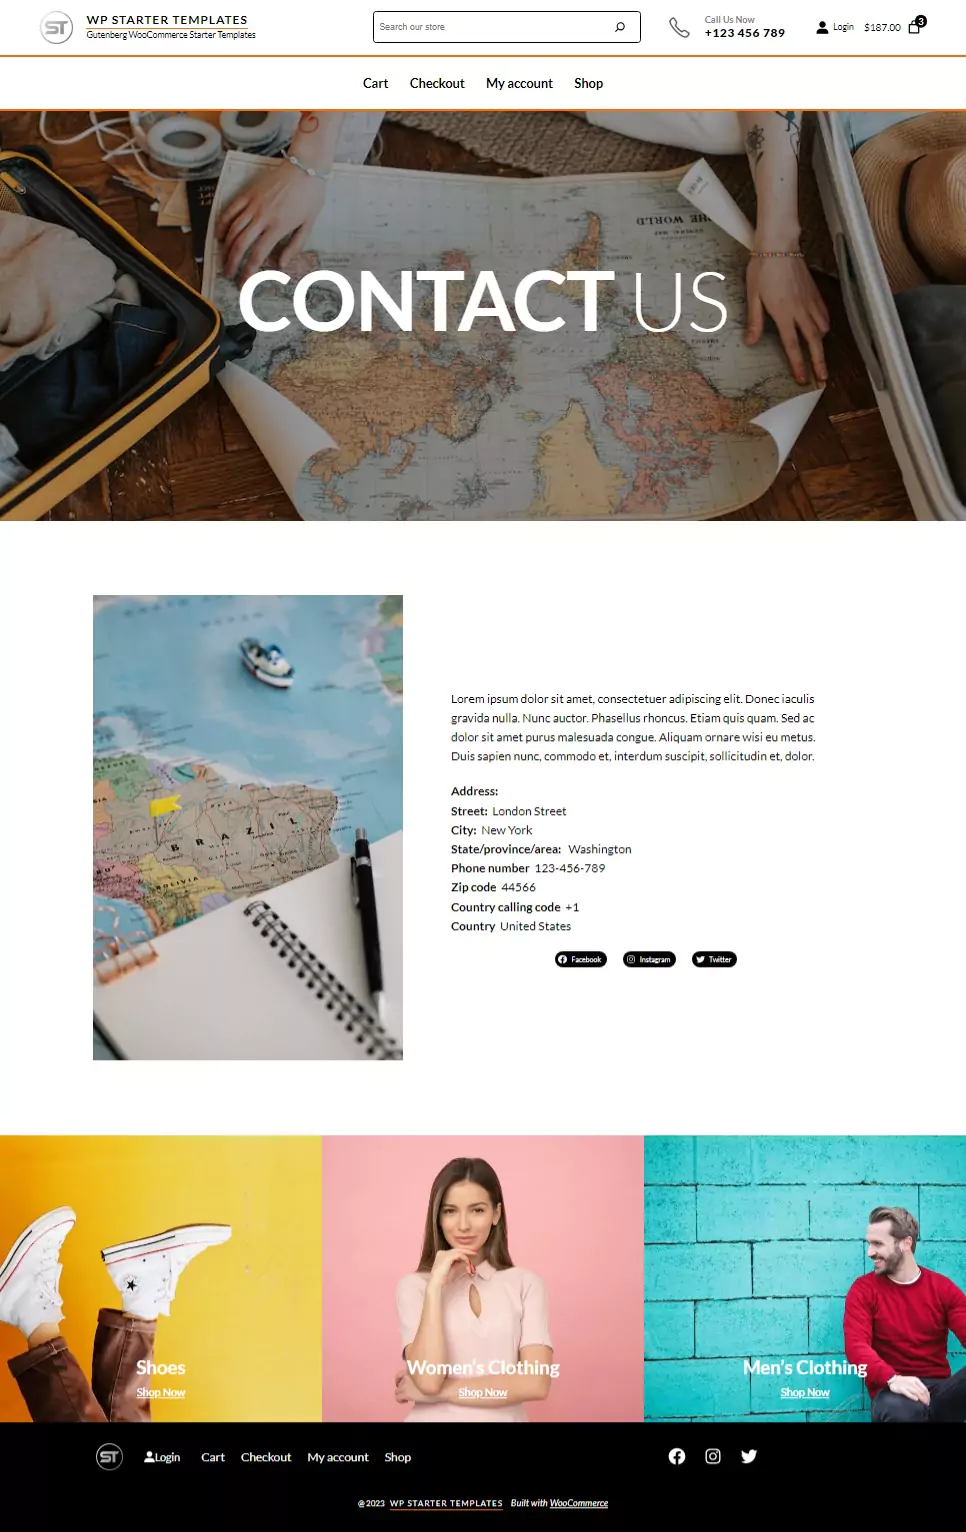 ST
WP STARTER TEMPLATES
Gutenberg WooCommerce Starter Templates
Search our store
Call Us Now
+123 456 789
Login
$187.00
3
Cart
Checkout
My account
Shop
THE WORLD
CONTACT US
BRAZIL
BOLIVIA
Lorem ipsum dolor sit amet, consectetuer adipiscing elit. Donec iaculis
gravida nulla. Nunc auctor. Phasellus rhoncus. Etiam quis quam. Sed ac
dolor sit amet purus malesuada congue. Aliquam ornare wisi eu metus.
Duis sapien nunc, commodo et, interdum suscipit, sollicitudin et, dolor.
Address:
Street: London Street
City: New York
State/province/area: Washington
Phone number 123-456-789
Zip code 44566
Country calling code +1
Country United States
Facebook
Instagram
Twitter
Shoes
Shop Now
Women's Clothing
Shop Now
Men's Clothing
Shop Now
ST
Login
Cart
Checkout
My account
Shop
@2023 WP STARTER TEMPLATES Built with WooCommerce